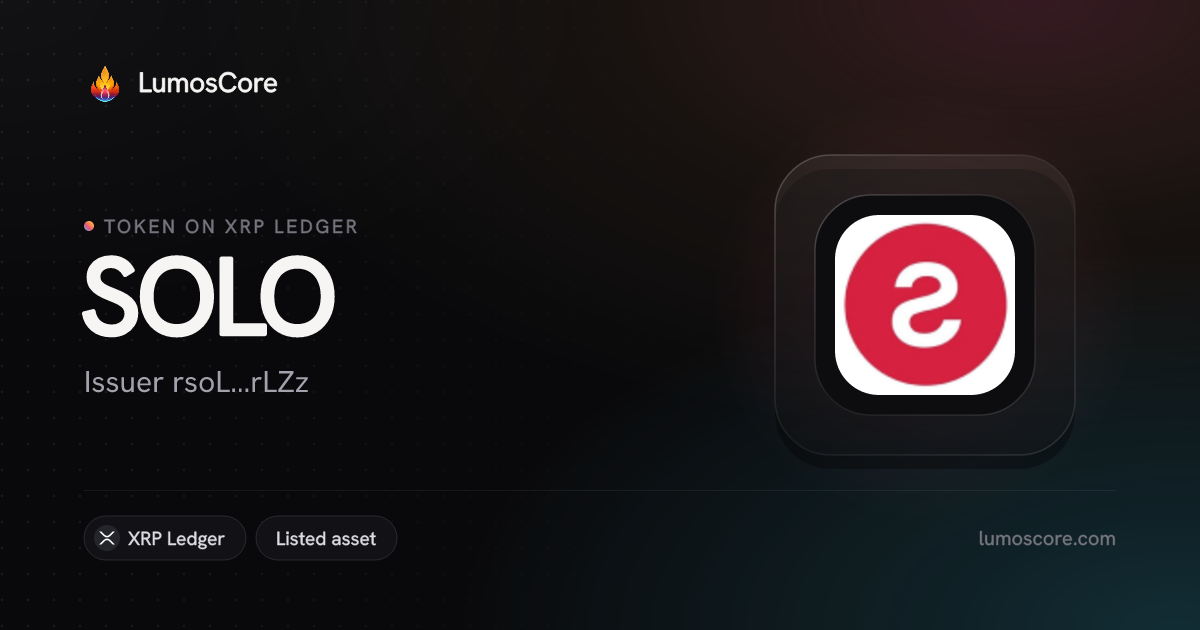 LumosCore
TOKEN ON XRP LEDGER
SOLO
Issuer rsoL...rLZz
XRP Ledger
Listed asset
lumoscore.com